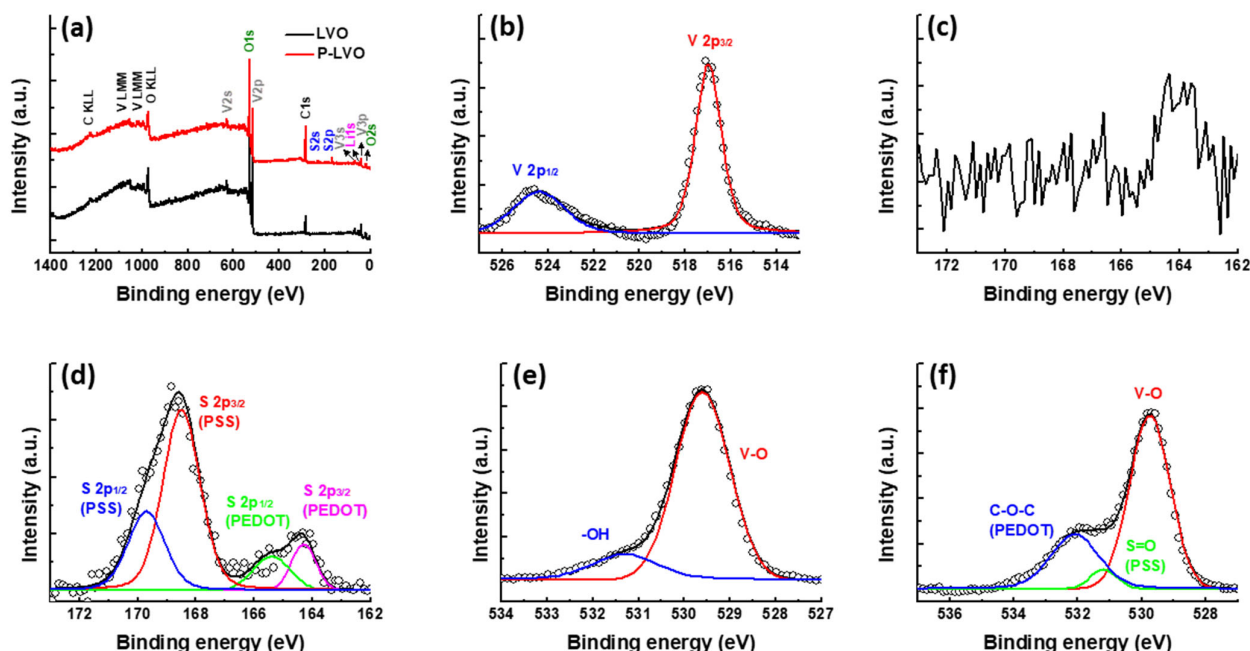 (a)
LVO
P-LVO
C KLL
V LMM
V LMM
O KLL
V2s
O1s
V2p
C1s
S2s
S2p
V3s
Li1s
V3p
O2s
Intensity (a.u.)
1400 1200 1000 800 600 400 200 0
Binding energy (eV)
(b)
V 2p3/2
V 2p1/2
Intensity (a.u.)
526 524 522 520 518 517 514
Binding energy (eV)
(c)
Intensity (a.u.)
172 170 168 166 164 162
Binding energy (eV)
(d)
S 2p3/2
(PSS)
S 2p1/2
(PSS)
S 2p1/2
(PEDOT)
S 2p3/2
(PEDOT)
Intensity (a.u.)
172 170 168 165 164 162
Binding energy (eV)
(e)
V-O
-OH
Intensity (a.u.)
534 533 532 531 530 529 528 527
Binding energy (eV)
(f)
V-O
C-O-C
(PEDOT)
S=O
(PSS)
Intensity (a.u.)
536 534 532 530 528
Binding energy (eV)